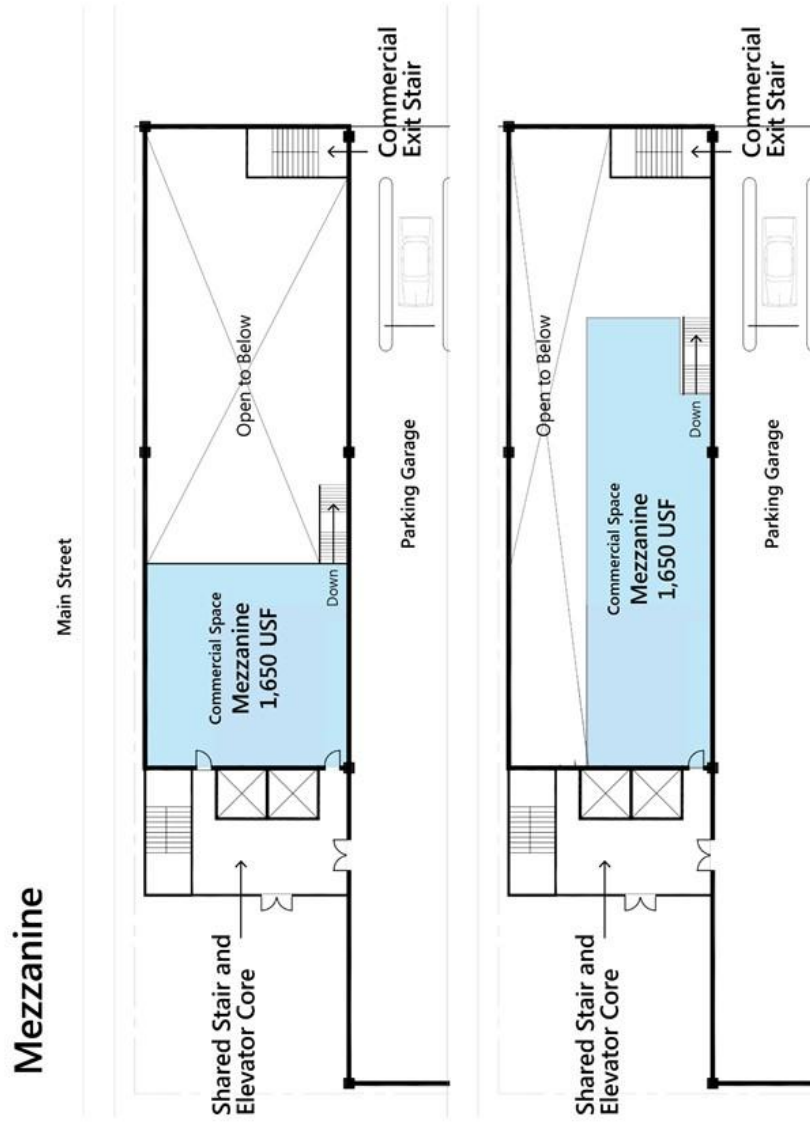 Mezzanine
Main Street
Shared Stair and
Elevator Core
Commercial Space
Mezzanine
1,650 USF
Down
Open to Below
Commercial
Exit Stair
Parking Garage
Shared Stair and
Elevator Core
Commercial Space
Mezzanine
1,650 USF
Down
Open to Below
Commercial
Exit Stair
Parking Garage